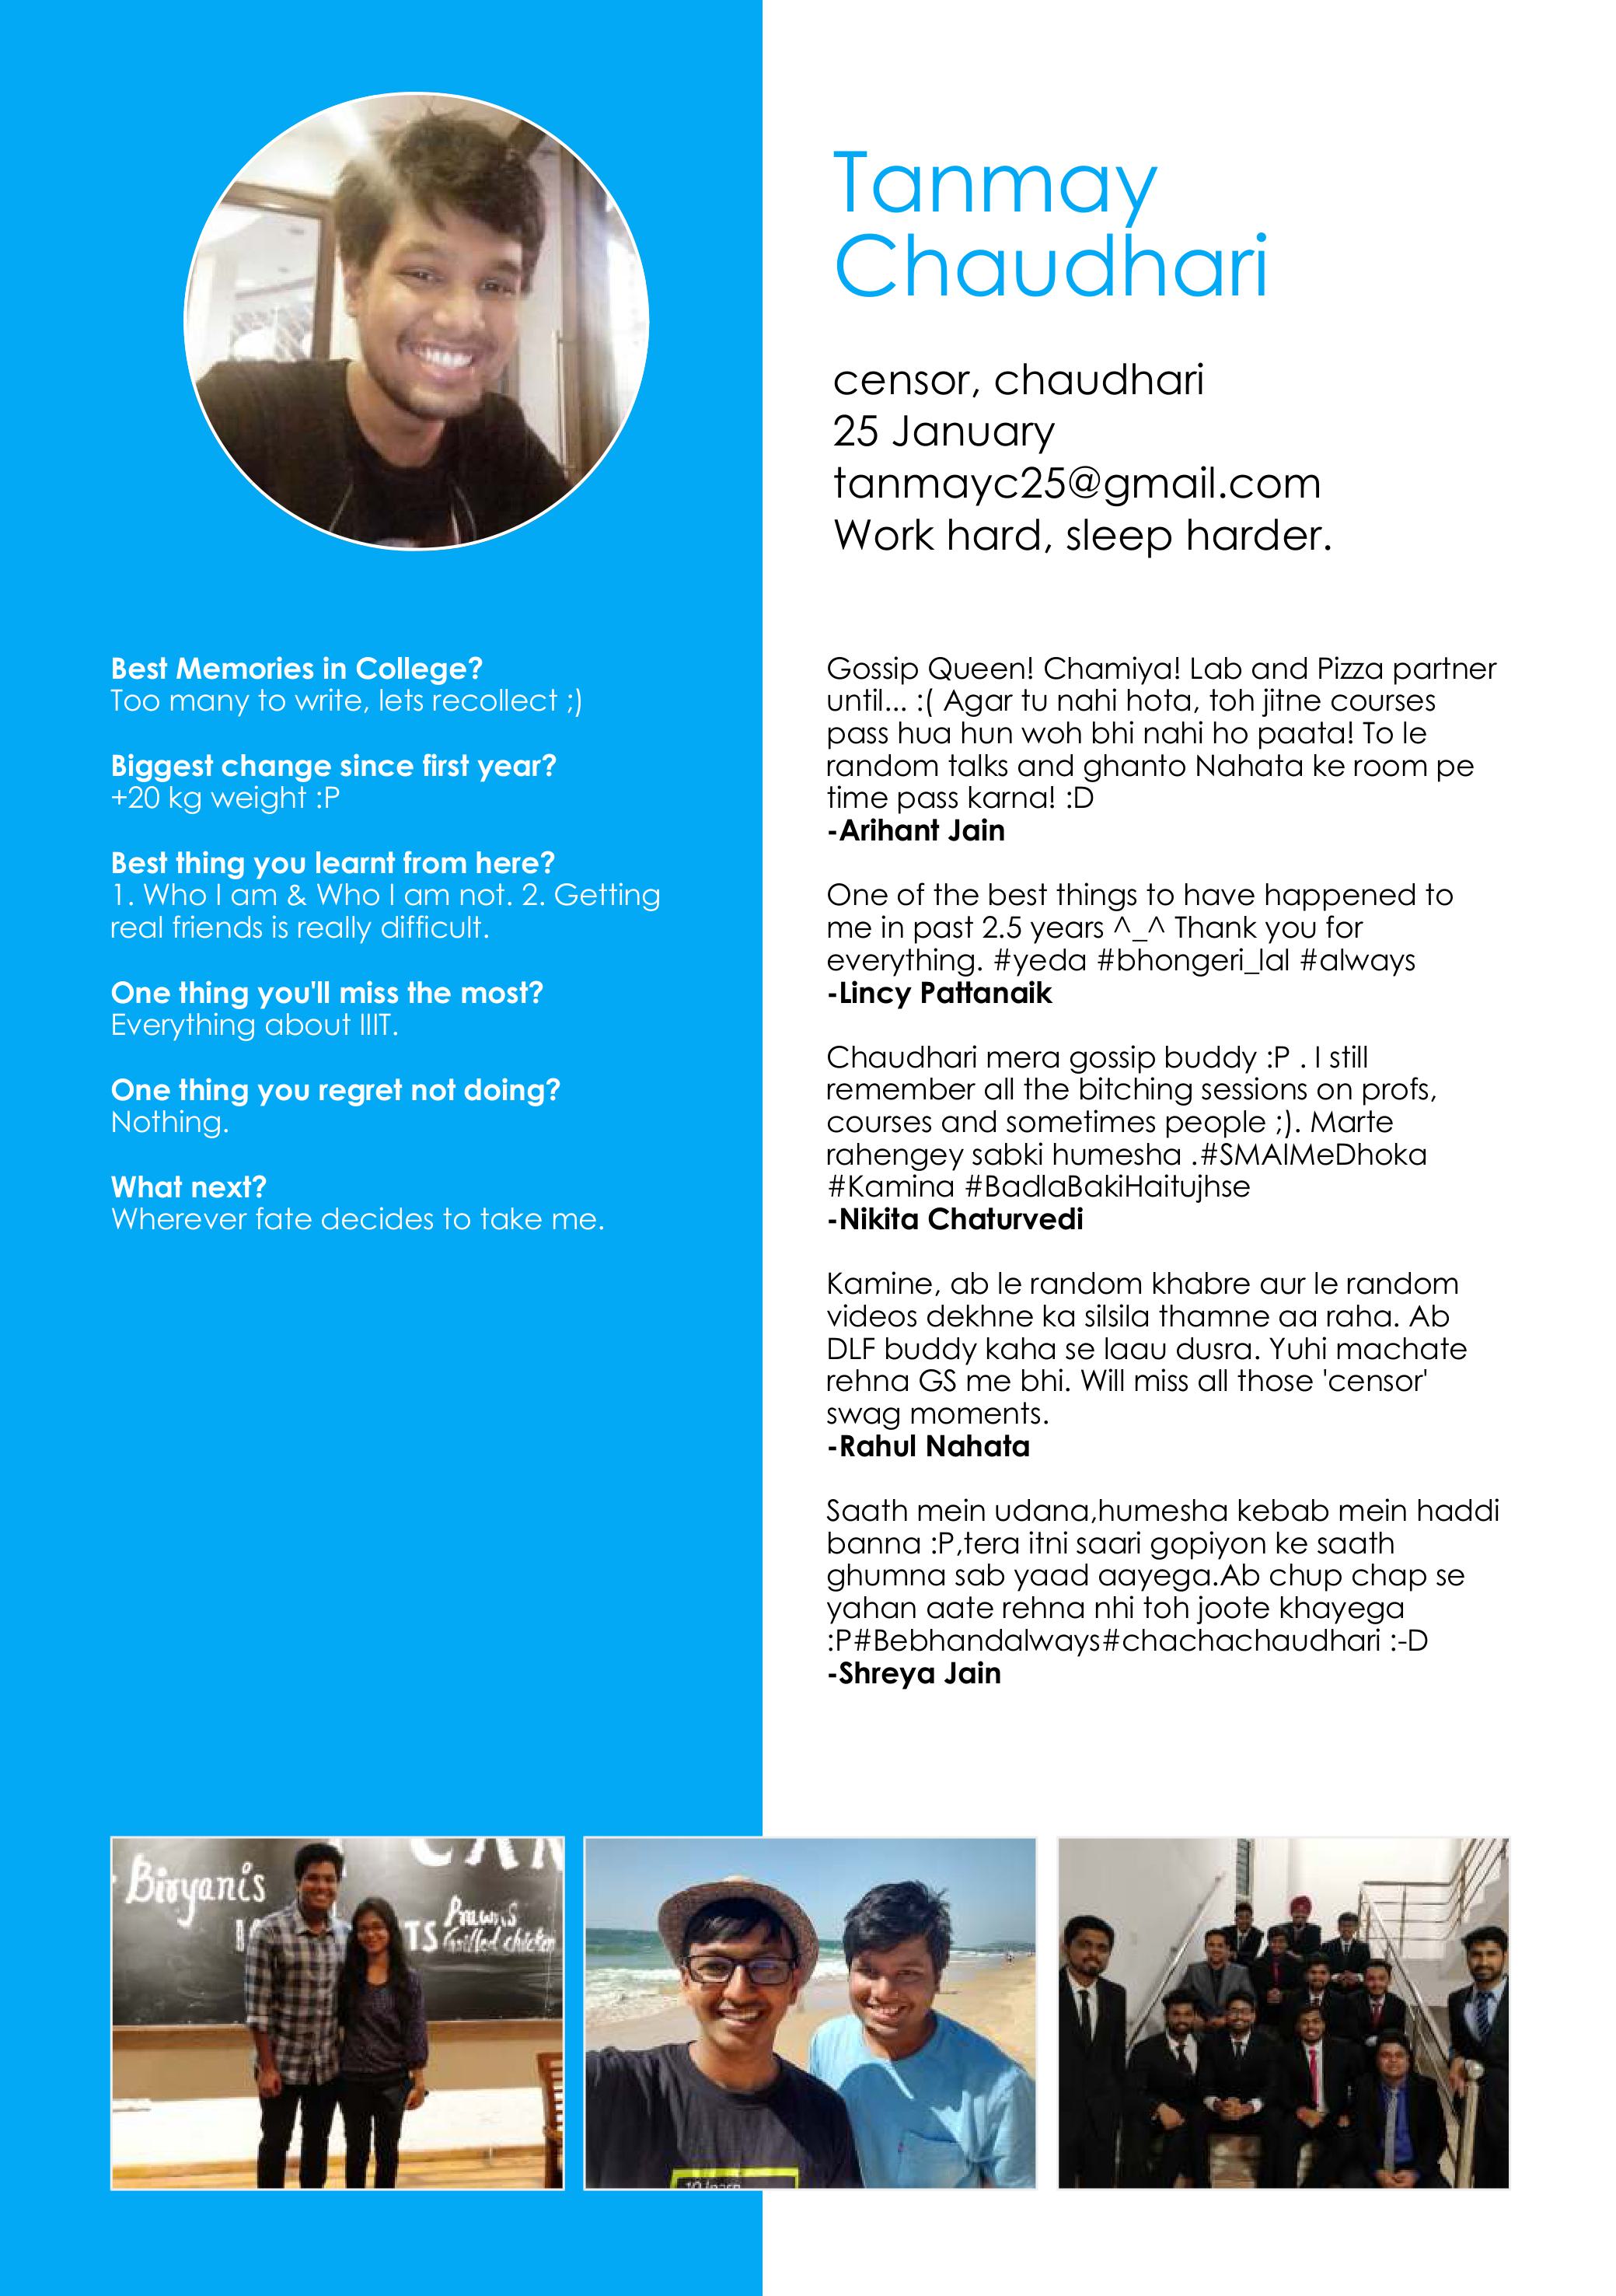 Tanmay
Chaudhari
censor, chaudhari
25 January
tanmayc25@gmail.com
Work hard, sleep harder.
Best Memories in College?
Too many to write, lets recollect ;)
Biggest change since first year?
+20 kg weight :P
Best thing you learnt from here?
1. Who I am & Who I am not. 2. Getting
real friends is really difficult.
One thing you'll miss the most?
Everything about IIIT.
One thing you regret not doing?
Nothing.
What next?
Wherever fate decides to take me.
Gossip Queen! Chamiya! Lab and Pizza partner
until... :( Agar tu nahi hota, toh jitne courses
pass hua hun woh bhi nahi ho paata! To le
random talks and ghanto Nahata ke room pe
time pass karna! :D
-Arihant Jain
One of the best things to have happened to
me in past 2.5 years ^_^ Thank you for
everything. #yeda #bhongeri_lal #always
-Lincy Pattanaik
Chaudhari mera gossip buddy :P . I still
remember all the bitching sessions on profs,
courses and sometimes people ;). Marte
rahengey sabki humesha .#SMAIMeDhoka
#Kamina #BadlaBakiHaitujhse
-Nikita Chaturvedi
Kamine, ab le random khabre aur le random
videos dekhne ka silsila thamne aa raha. Ab
DLF buddy kaha se laau dusra. Yuhi machate
rehna GS me bhi. Will miss all those 'censor'
swag moments.
-Rahul Nahata
Saath mein udana,humesha kebab mein haddi
banna :P,tera itni saari gopiyon ke saath
ghumna sab yaad aayega.Ab chup chap se
yahan aate rehna nhi toh joote khayega
:P#Bebhandalways#chachachaudhari :-D
-Shreya Jain
Biryanis
Prawns
TS Grilled chicken